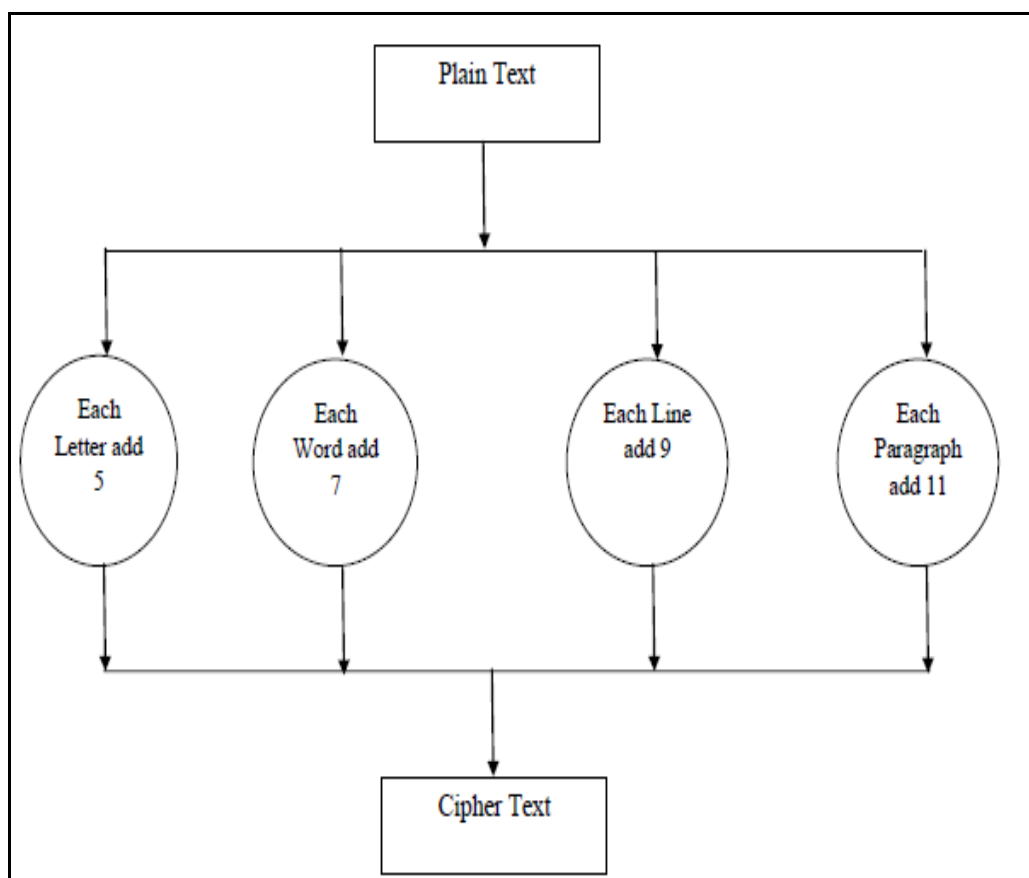 Plain Text
Each
Letter add
5
Each
Word add
7
Each Line
add 9
Each
Paragraph
add 11
Cipher Text